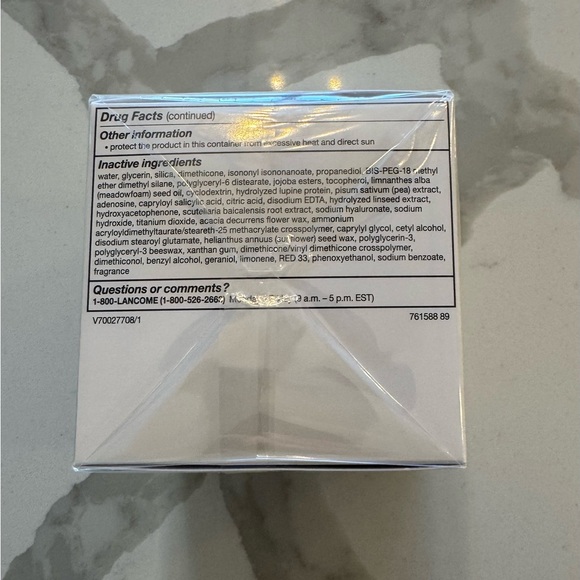 Drug Facts (continued)
Other information
• protect the product in this container from excessive heat and direct sun
Inactive ingredients
water, glycerin, silica, dimethicone, isononyl isononanoate, propanediol, BIS-PEG-18 methyl
ether dimethyl silane, polyglyceryl-6 distearate, jojoba esters, tocopherol, limnanthes alba
(meadowfoam) seed oil, cyclodextrin, hydrolyzed lupine protein, pisum sativum (pea) extract,
adenosine, capryloyl salicylic acid, citric acid, disodium EDTA, hydrolyzed linseed extract,
hydroxyacetophenone, scutellaria baicalensis root extract, sodium hyaluronate, sodium
hydroxide, titanium dioxide, acacia decurrens flower wax, ammonium
acryloyldimethyltaurate/steareth-25 methacrylate crosspolymer, caprylyl glycol, cetyl alcohol,
disodium stearoyl glutamate, helianthus annuus (sunflower) seed wax, polyglycerin-3,
polyglyceryl-3 beeswax, xanthan gum, dimethicone/vinyl dimethicone crosspolymer,
dimethiconol, benzyl alcohol, geraniol, limonene, RED 33, phenoxyethanol, sodium benzoate,
fragrance
Questions or comments?
1-800-LANCOME (1-800-526-2663) (9 a.m. – 5 p.m. EST)
V70027708/1
761588 89